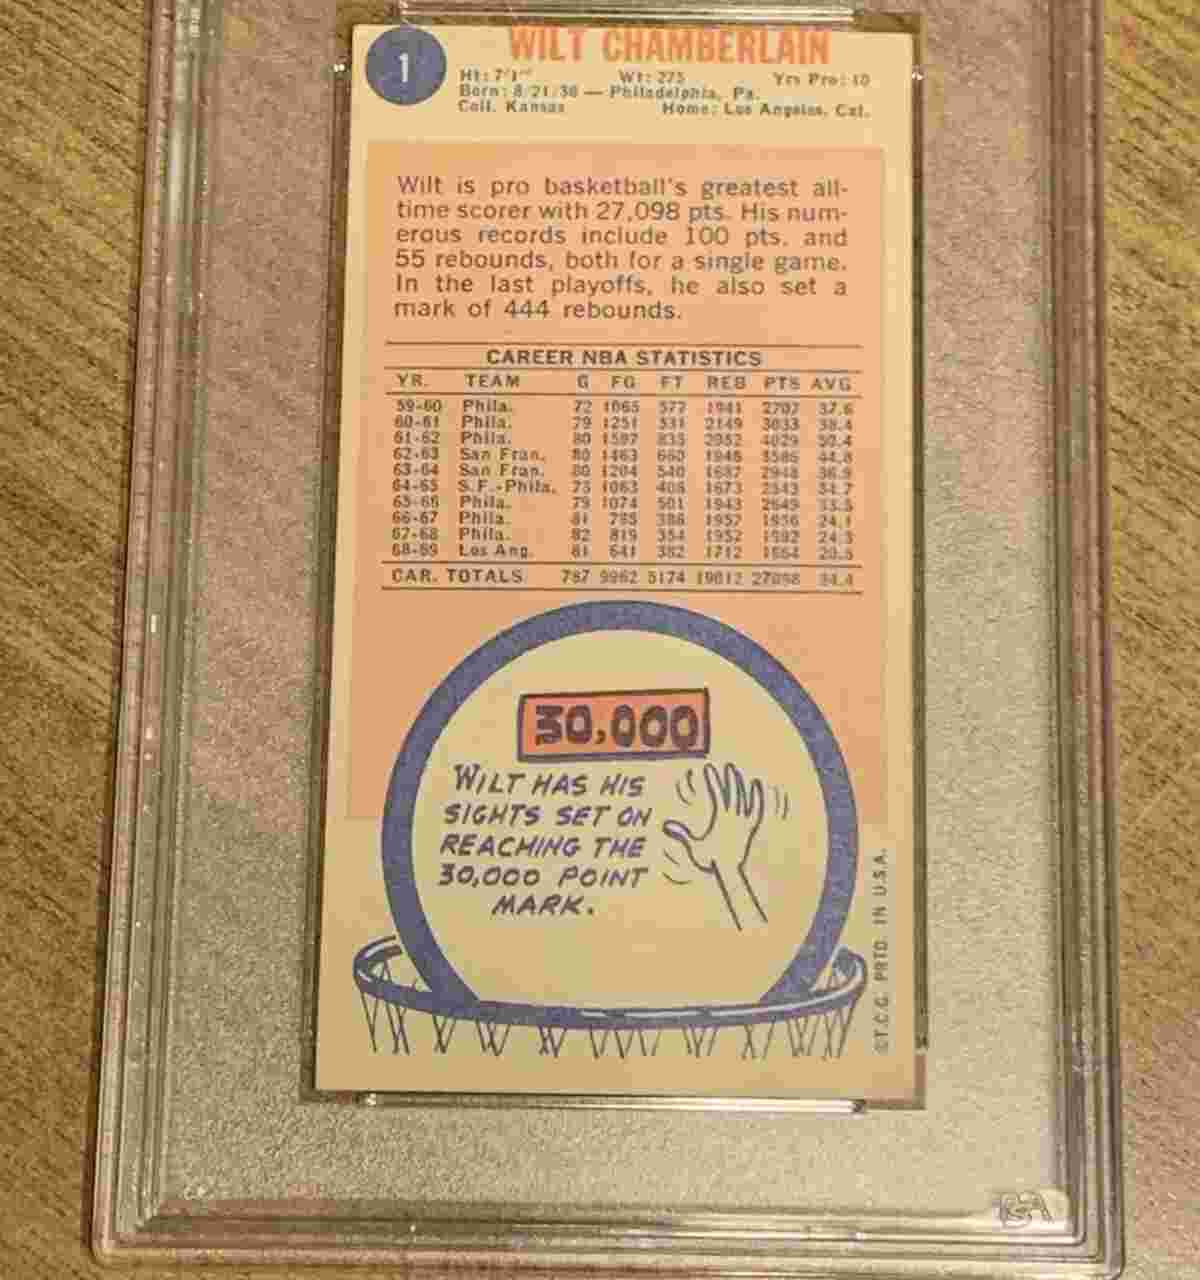 1
WILT CHAMBERLAIN
Ht: 7'1" Wt: 275 Yrs Pro: 10
Born: 8/21/36 — Philadelphia, Pa.
Coll. Kansas Home: Los Angeles, Cal.
Wilt is pro basketball's greatest all-
time scorer with 27,098 pts. His num-
erous records include 100 pts. and
55 rebounds, both for a single game.
In the last playoffs, he also set a
mark of 444 rebounds.
CAREER NBA STATISTICS
YR. TEAM G FG FT REB PTS AVG
59-60 Phila. 72 1065 577 1941 2707 37.6
60-61 Phila. 79 1251 531 2149 3033 38.4
61-62 Phila. 80 1597 835 2052 4029 50.4
62-63 San Fran. 80 1463 660 1946 3586 44.8
63-64 San Fran. 80 1204 540 1687 2948 36.9
64-65 S.F.-Phila. 73 1063 408 1673 2543 34.7
65-66 Phila. 79 1074 501 1943 2649 33.5
66-67 Phila. 81 785 386 1957 1956 24.1
67-68 Phila. 82 819 354 1952 1992 24.3
68-69 Los Ang. 81 641 382 1712 1664 20.5
CAR. TOTALS 787 9962 5174 19012 27098 34.4
30,000
WILT HAS HIS
SIGHTS SET ON
REACHING THE
30,000 POINT
MARK.
©T.C.G. PRTD. IN U.S.A.
PSA